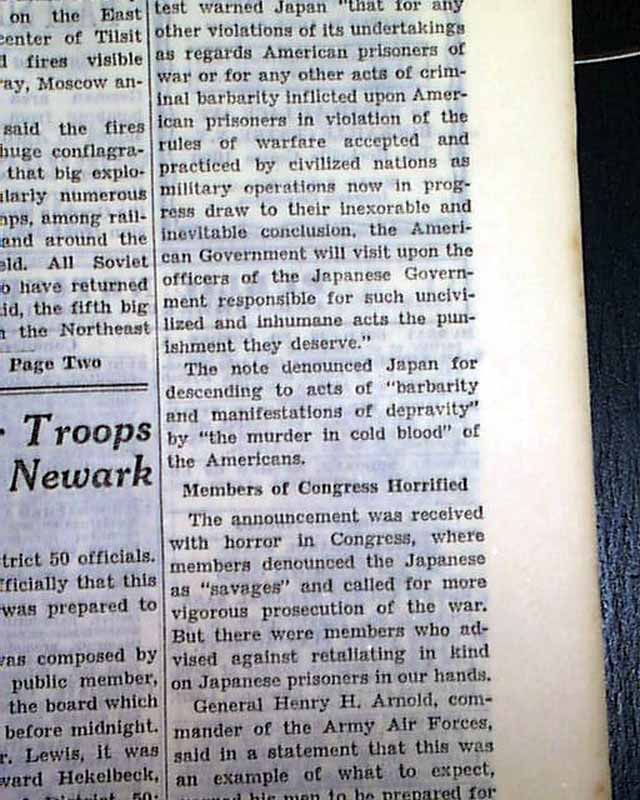 on the East
center of Tilsit
fires visible
Moscow an-
said the fires
huge conflagra-
that big explo-
numerous
among rail-
and around the
All Soviet
have returned
the fifth big
the Northeast
Page Two
Troops
Newark
50 officials.
that this
was prepared to
was composed by
public member,
the board which
before midnight.
Lewis, it was
Hekelbeck,
50:
test warned Japan "that for any
other violations of its undertakings
as regards American prisoners of
war or for any other acts of crim-
inal barbarity inflicted upon Amer-
ican prisoners in violation of the
rules of warfare accepted and
practiced by civilized nations as
military operations now in prog-
ress draw to their inexorable and
inevitable conclusion, the Ameri-
can Government will visit upon the
officers of the Japanese Govern-
ment responsible for such uncivi-
lized and inhumane acts the pun-
ishment they deserve."
The note denounced Japan for
descending to acts of "barbarity
and manifestations of depravity"
by "the murder in cold blood" of
the Americans.
Members of Congress Horrified
The announcement was received
with horror in Congress, where
members denounced the Japanese
as "savages" and called for more
vigorous prosecution of the war.
But there were members who ad-
vised against retaliating in kind
on Japanese prisoners in our hands.
General Henry H. Arnold, com-
mander of the Army Air Forces,
said in a statement that this was
an example of what to expect,
his men to be prepared for